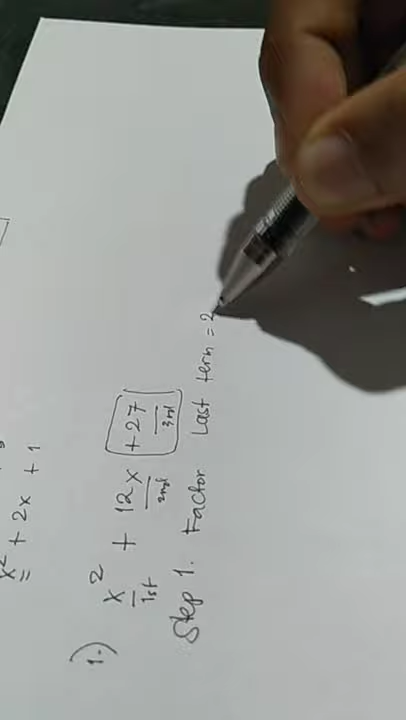 x² + 2x + 1
1.) x² + 12x + 27
1st 2nd 3rd
Step 1. Factor Last term = 2